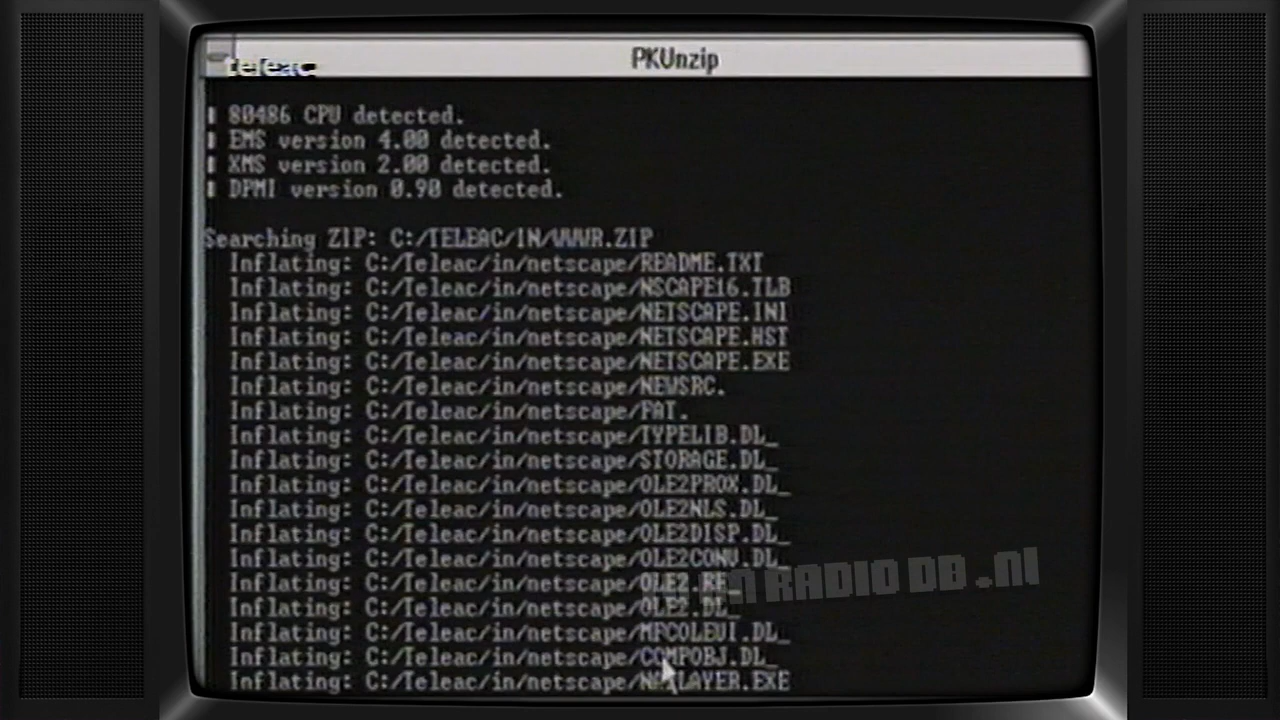 PKUnzip
teleac
80486 CPU detected.
EMS version 4.00 detected.
XMS version 2.00 detected.
DPMI version 0.90 detected.
Searching ZIP: C:/TELEAC/IN/WWWR.ZIP
Inflating: C:/Teleac/in/netscape/README.TXT
Inflating: C:/Teleac/in/netscape/NSCAPE16.TLB
Inflating: C:/Teleac/in/netscape/NETSCAPE.INI
Inflating: C:/Teleac/in/netscape/NETSCAPE.HST
Inflating: C:/Teleac/in/netscape/NETSCAPE.EXE
Inflating: C:/Teleac/in/netscape/NEWSRC.
Inflating: C:/Teleac/in/netscape/FAT.
Inflating: C:/Teleac/in/netscape/TYPELIB.DL_
Inflating: C:/Teleac/in/netscape/STORAGE.DL_
Inflating: C:/Teleac/in/netscape/OLE2PROX.DL_
Inflating: C:/Teleac/in/netscape/OLE2NLS.DL_
Inflating: C:/Teleac/in/netscape/OLE2DISP.DL_
Inflating: C:/Teleac/in/netscape/OLE2CONV.DL_
Inflating: C:/Teleac/in/netscape/OLE2.RE_
RADIO DB .nl
Inflating: C:/Teleac/in/netscape/OLE2.DL_
Inflating: C:/Teleac/in/netscape/MFCOLEUI.DL_
Inflating: C:/Teleac/in/netscape/COMPOBJ.DL_
Inflating: C:/Teleac/in/netscape/NAPLAYER.EXE